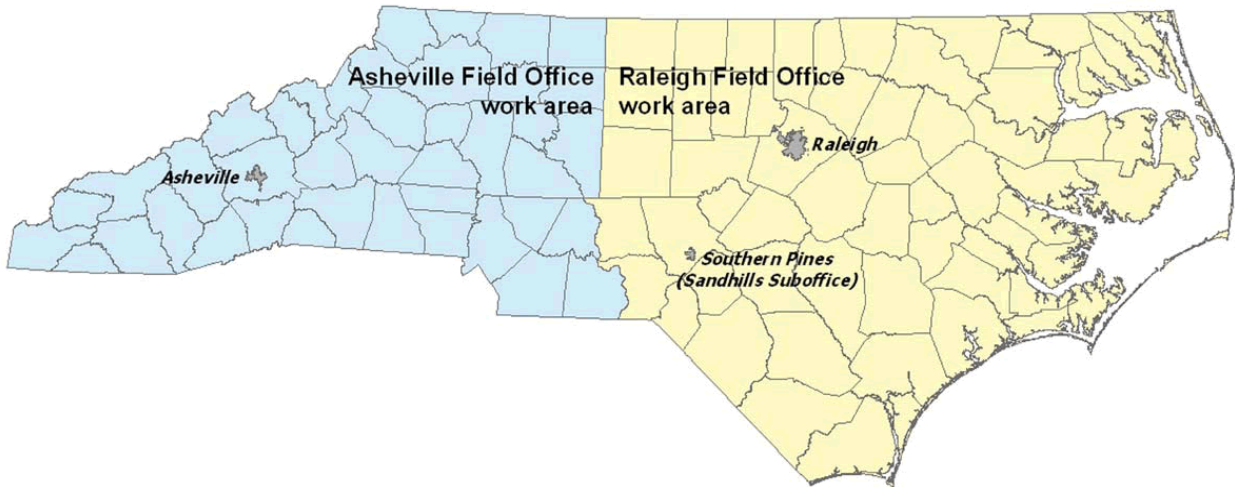 Asheville Field Office
work area
Raleigh Field Office
work area
Asheville
Raleigh
Southern Pines
(Sandhills Suboffice)